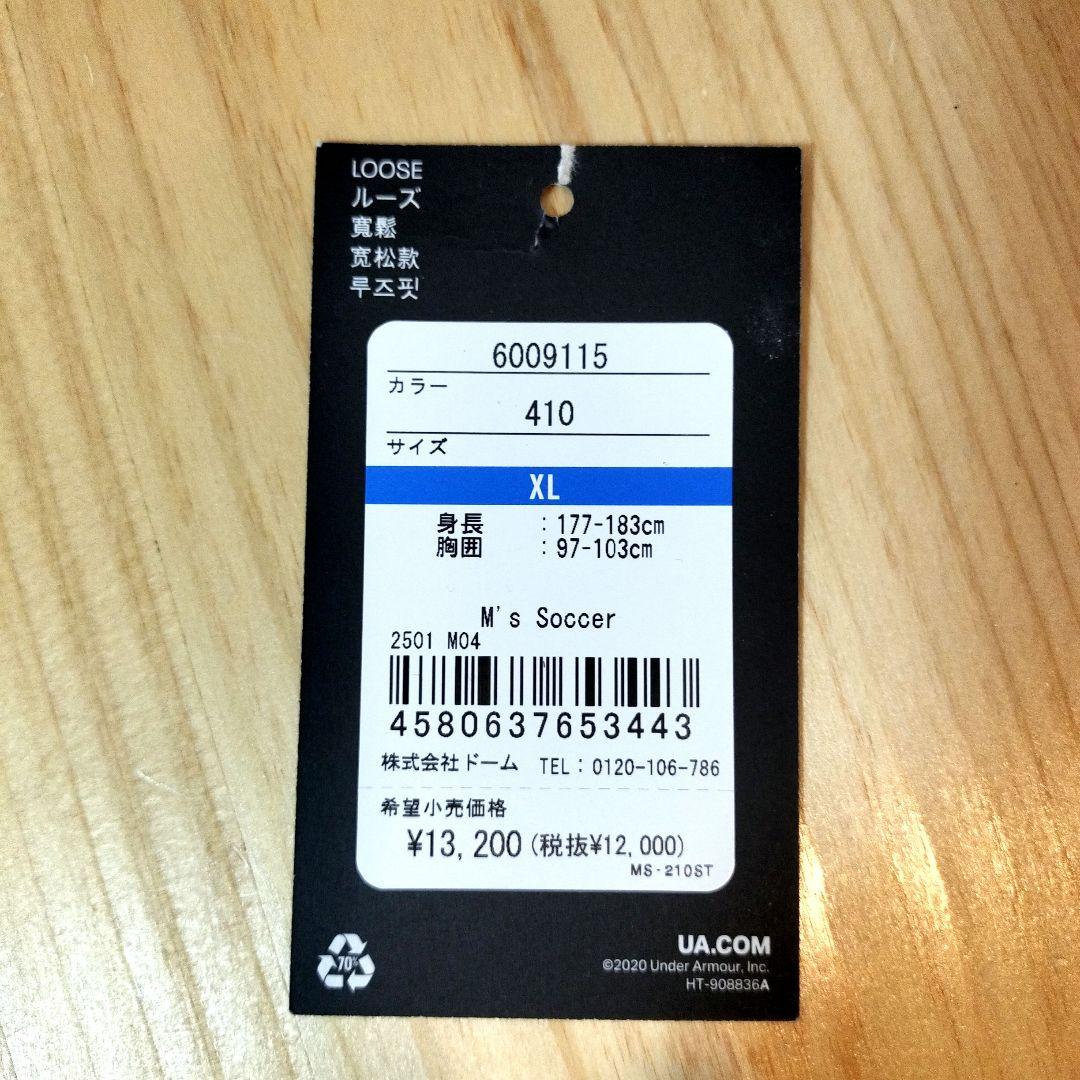 LOOSE
ルーズ
寬鬆
宽松款
루즈핏
6009115
カラー
410
サイズ
XL
身長 : 177-183cm
胸囲 : 97-103cm
M's Soccer
2501 M04
4580637653443
株式会社ドーム TEL : 0120-106-786
希望小売価格
¥13,200 (税抜¥12,000)
MS-210ST
70%
UA.COM
©2020 Under Armour, Inc.
HT-908836A